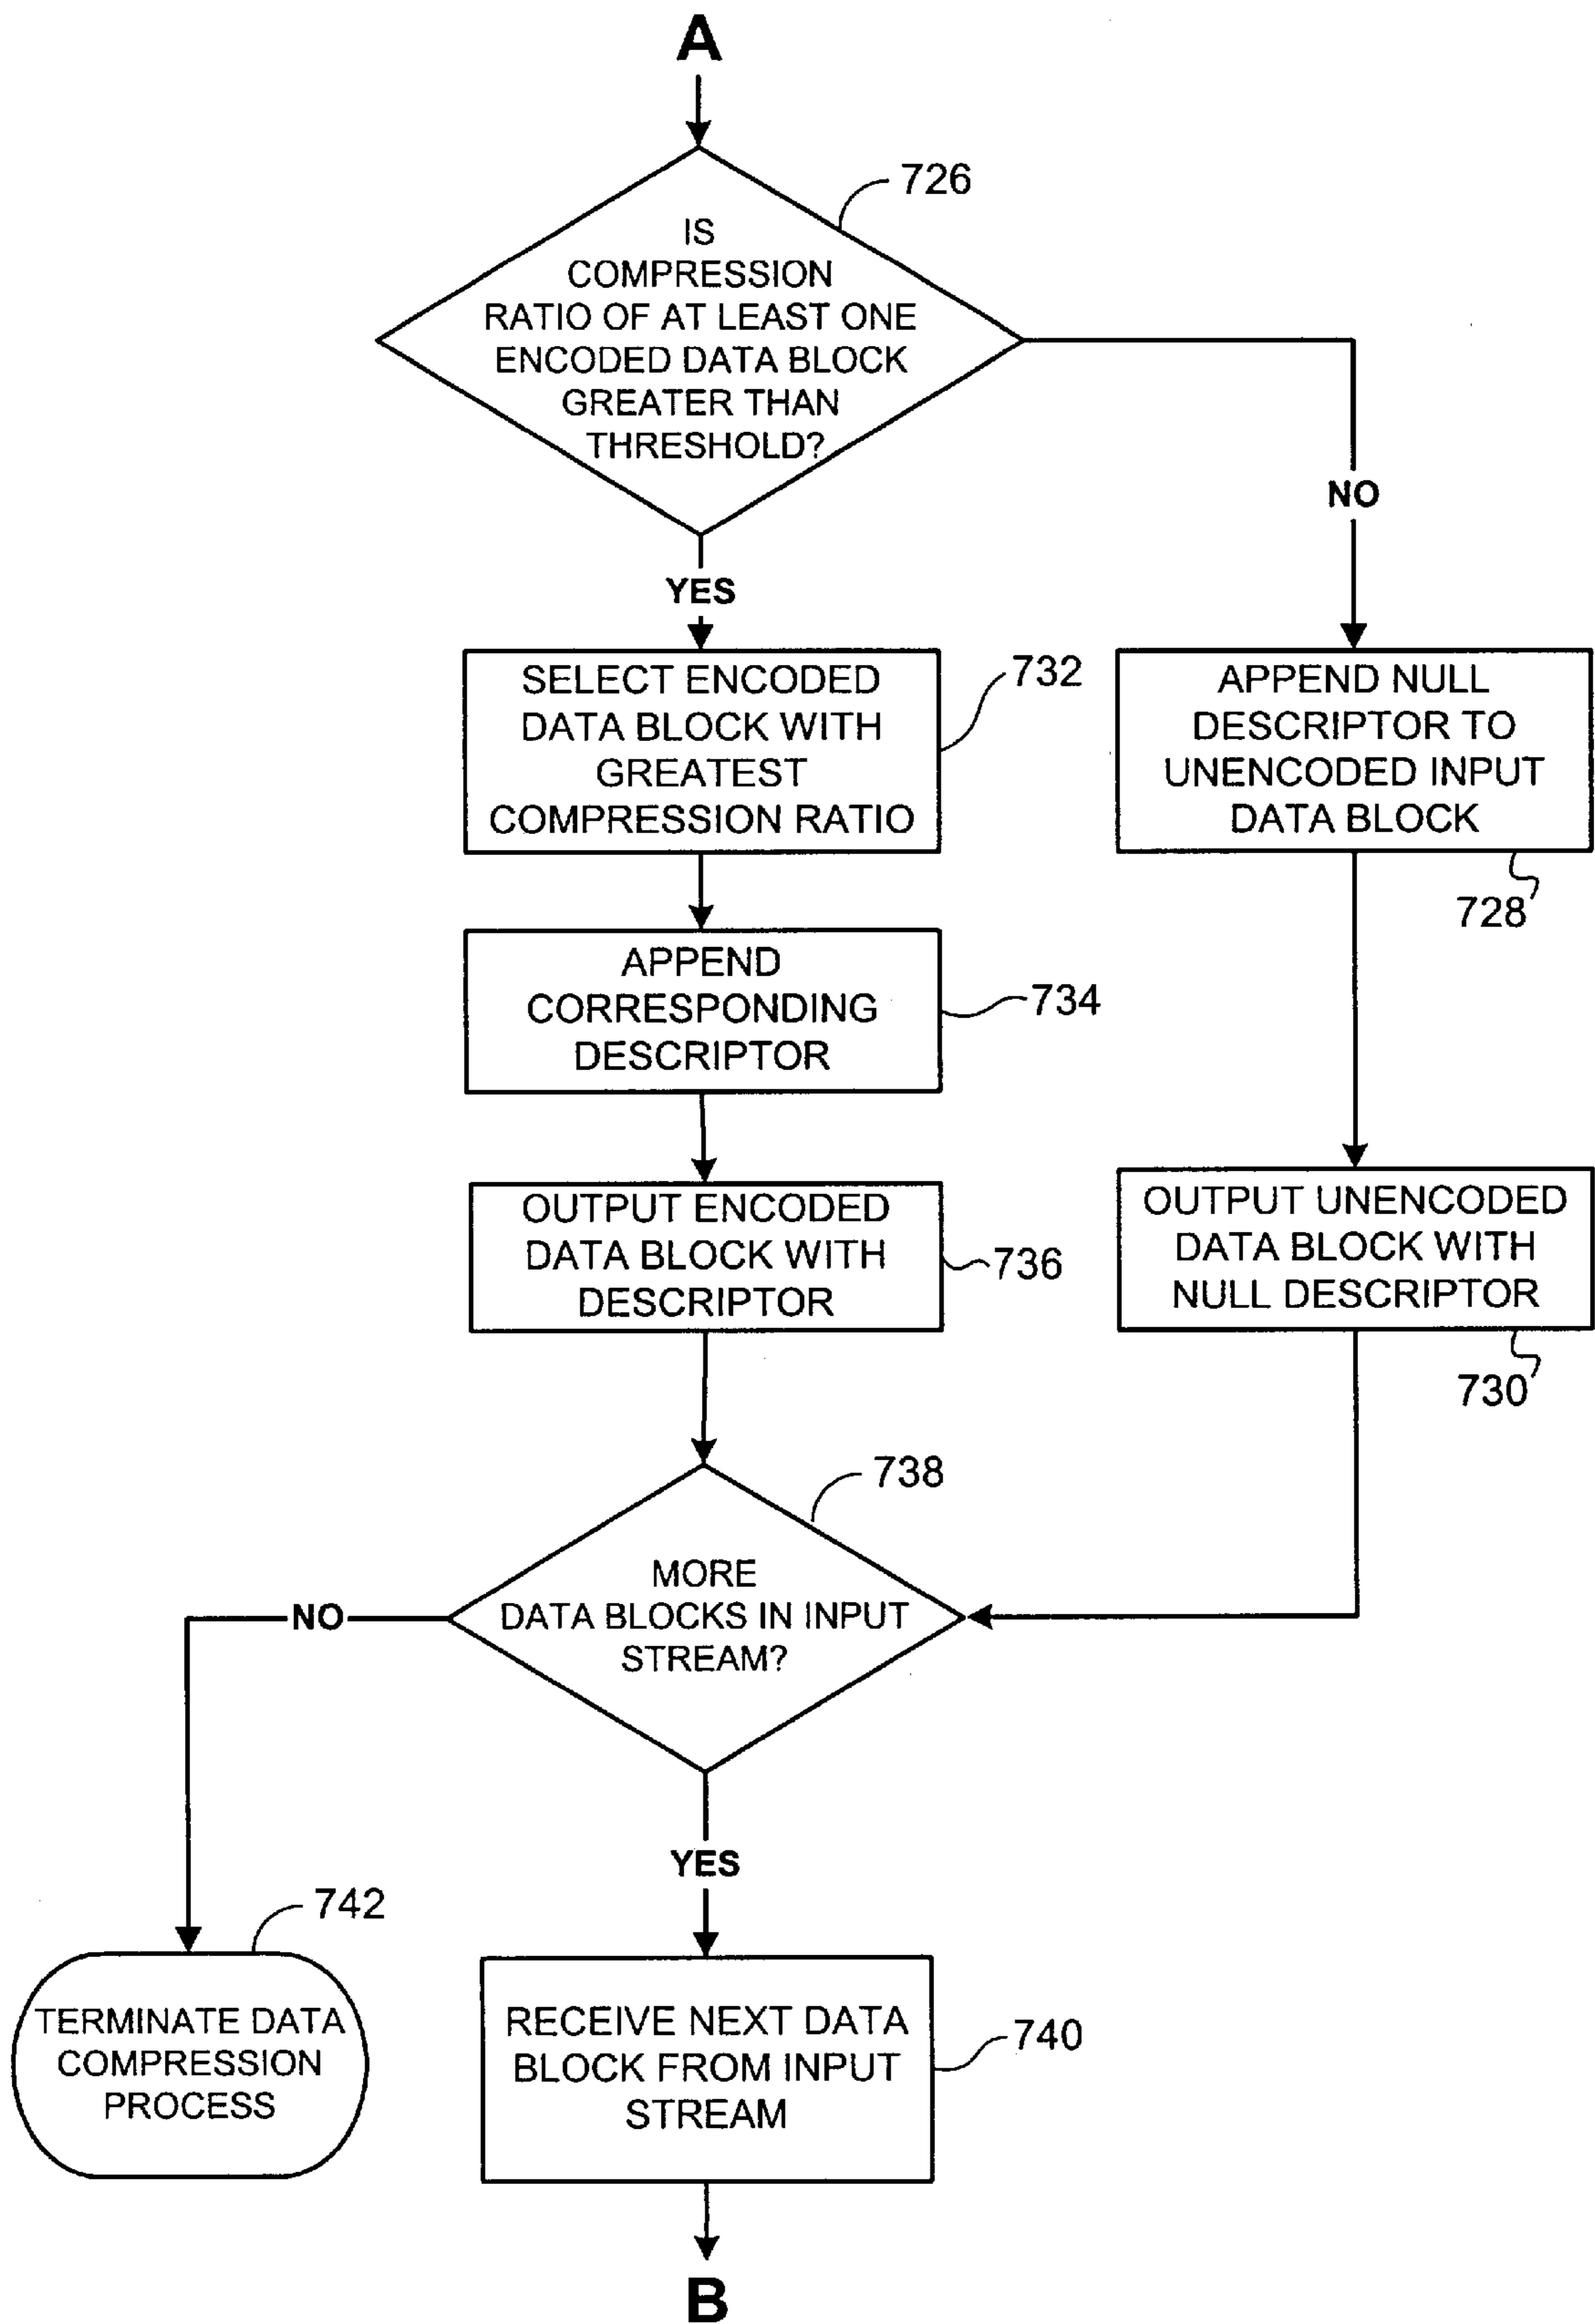 A
726
IS
COMPRESSION
RATIO OF AT LEAST ONE
ENCODED DATA BLOCK
GREATER THAN
THRESHOLD?
NO
YES
SELECT ENCODED
DATA BLOCK WITH
GREATEST
COMPRESSION RATIO
732
APPEND NULL
DESCRIPTOR TO
UNENCODED INPUT
DATA BLOCK
728
APPEND
CORRESPONDING
DESCRIPTOR
734
OUTPUT ENCODED
DATA BLOCK WITH
DESCRIPTOR
736
OUTPUT UNENCODED
DATA BLOCK WITH
NULL DESCRIPTOR
730
738
MORE
DATA BLOCKS IN INPUT
STREAM?
NO
YES
742
TERMINATE DATA
COMPRESSION
PROCESS
RECEIVE NEXT DATA
BLOCK FROM INPUT
STREAM
740
B